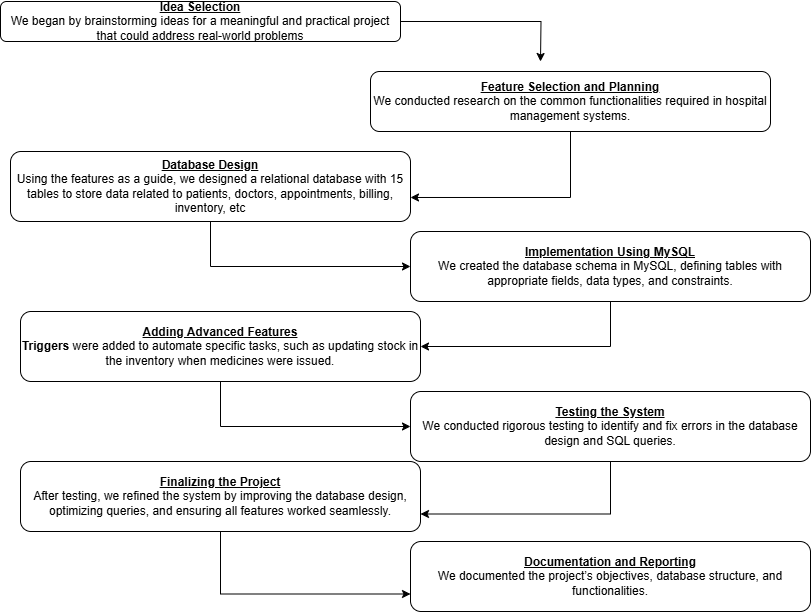 Idea Selection
We began by brainstorming ideas for a meaningful and practical project
that could address real-world problems
Feature Selection and Planning
We conducted research on the common functionalities required in hospital
management systems.
Database Design
Using the features as a guide, we designed a relational database with 15
tables to store data related to patients, doctors, appointments, billing,
inventory, etc
Implementation Using MySQL
We created the database schema in MySQL, defining tables with
appropriate fields, data types, and constraints.
Adding Advanced Features
Triggers were added to automate specific tasks, such as updating stock in
the inventory when medicines were issued.
Testing the System
We conducted rigorous testing to identify and fix errors in the database
design and SQL queries.
Finalizing the Project
After testing, we refined the system by improving the database design,
optimizing queries, and ensuring all features worked seamlessly.
Documentation and Reporting
We documented the project's objectives, database structure, and
functionalities.